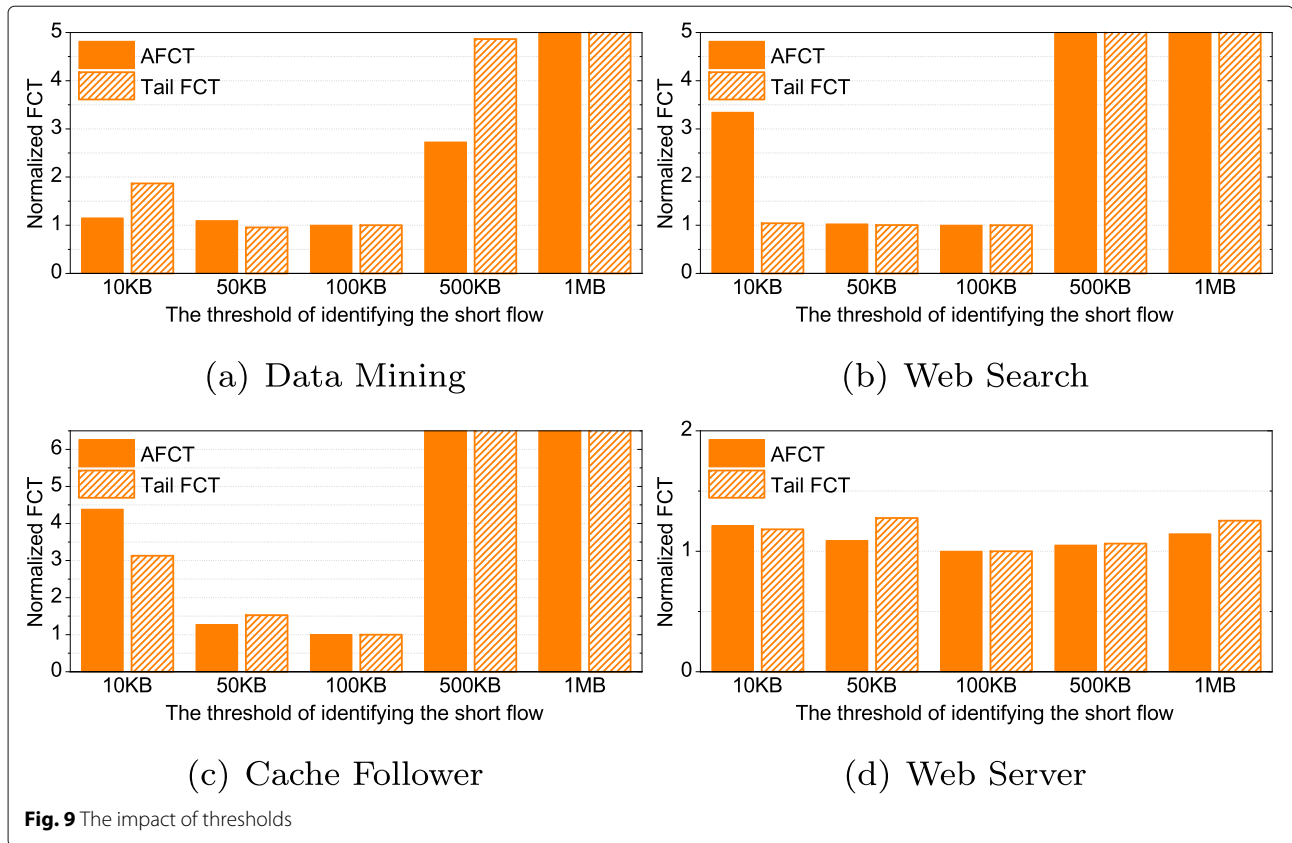 5
4
3
2
1
0
Normalized FCT
AFCT
Tail FCT
10KB 50KB 100KB 500KB 1MB
The threshold of identifying the short flow
(a) Data Mining
5
4
3
2
1
0
Normalized FCT
AFCT
Tail FCT
10KB 50KB 100KB 500KB 1MB
The threshold of identifying the short flow
(b) Web Search
6
5
4
3
2
1
0
Normalized FCT
AFCT
Tail FCT
10KB 50KB 100KB 500KB 1MB
The threshold of identifying the short flow
(c) Cache Follower
2
1
0
Normalized FCT
AFCT
Tail FCT
10KB 50KB 100KB 500KB 1MB
The threshold of identifying the short flow
(d) Web Server
Fig. 9 The impact of thresholds